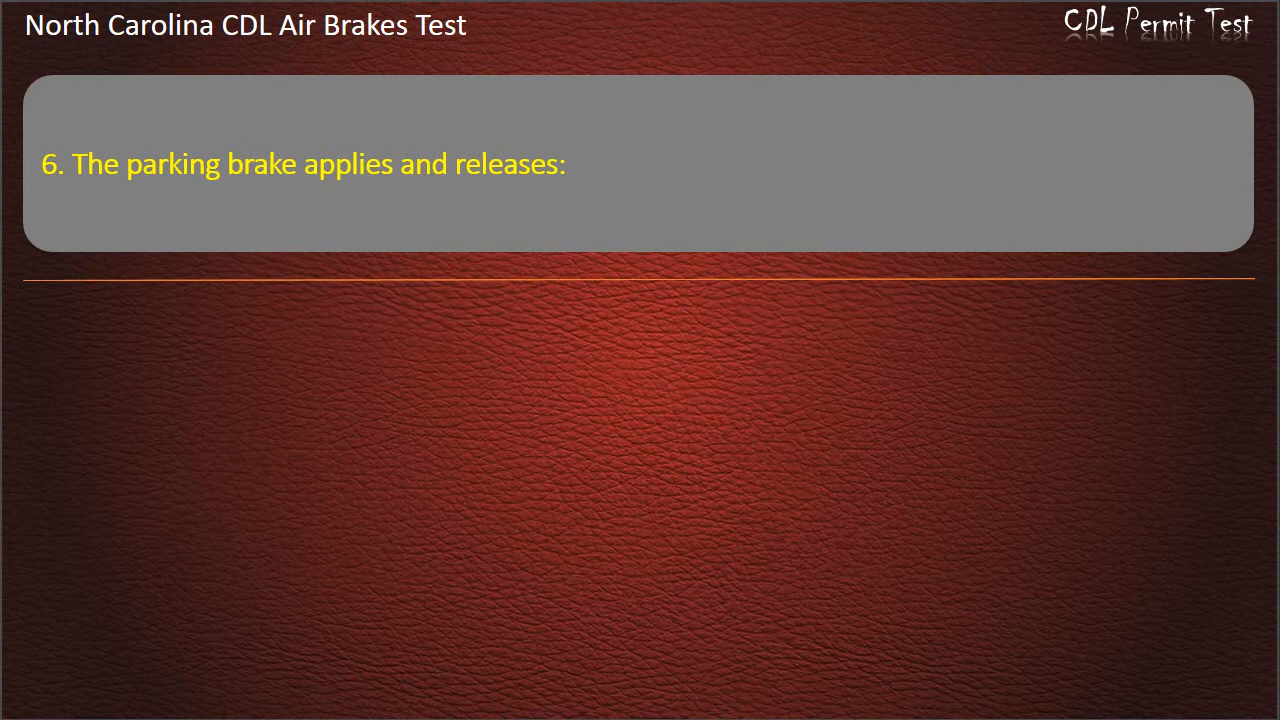 North Carolina CDL Air Brakes Test
CDL Permit Test
6. The parking brake applies and releases: